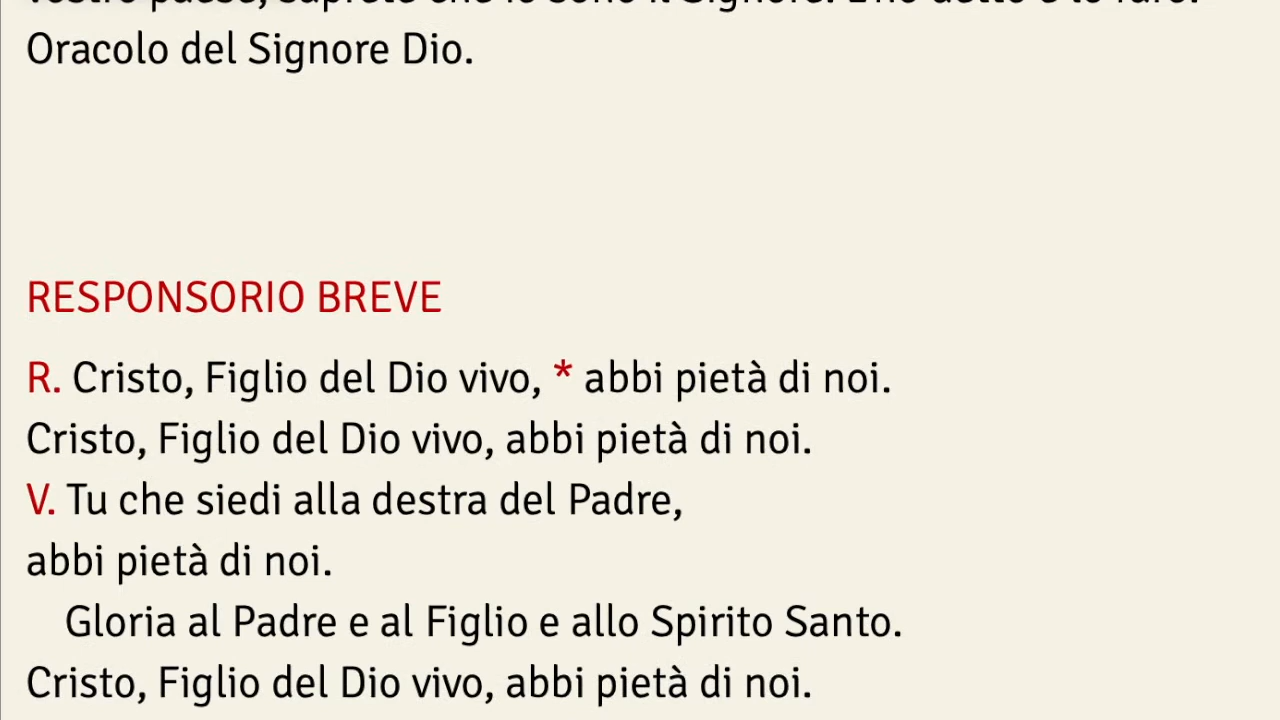 Oracolo del Signore Dio.
RESPONSORIO BREVE
R. Cristo, Figlio del Dio vivo, * abbi pietà di noi.
Cristo, Figlio del Dio vivo, abbi pietà di noi.
V. Tu che siedi alla destra del Padre,
abbi pietà di noi.
Gloria al Padre e al Figlio e allo Spirito Santo.
Cristo, Figlio del Dio vivo, abbi pietà di noi.